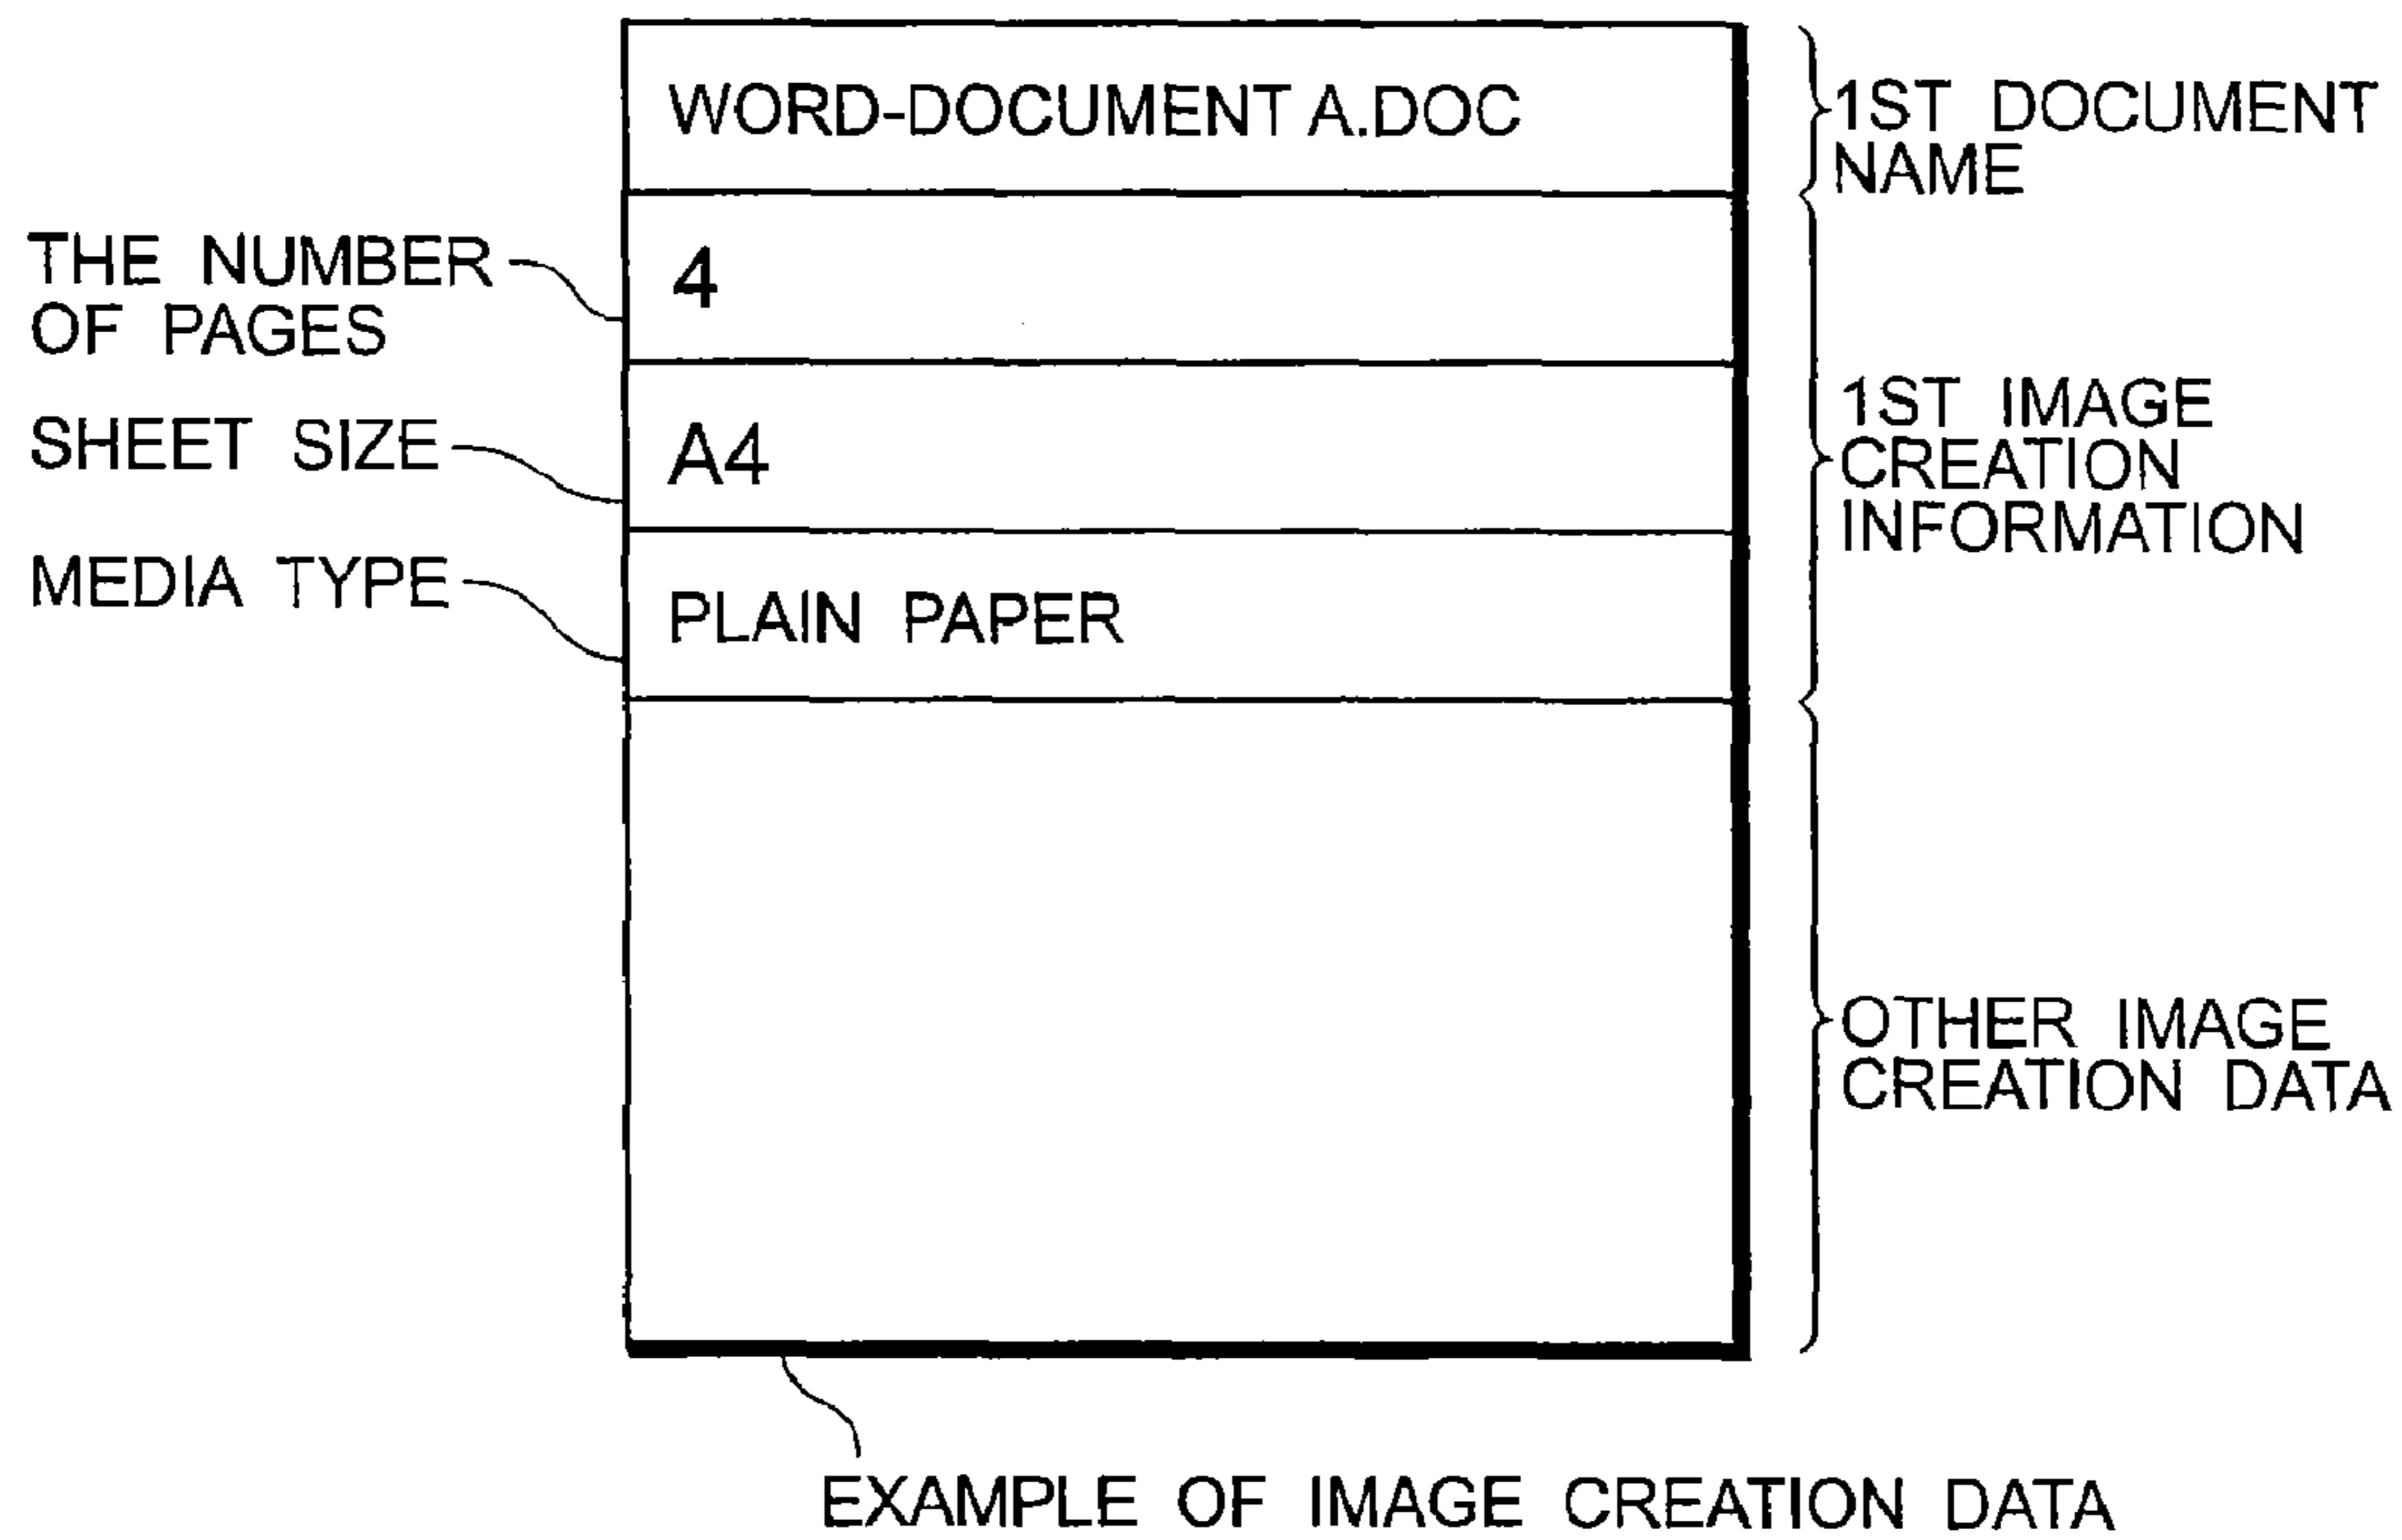 WORD-DOCUMENT A.DOC
1ST DOCUMENT
NAME
THE NUMBER
OF PAGES
4
SHEET SIZE
A4
1ST IMAGE
CREATION
INFORMATION
MEDIA TYPE
PLAIN PAPER
OTHER IMAGE
CREATION DATA
EXAMPLE OF IMAGE CREATION DATA